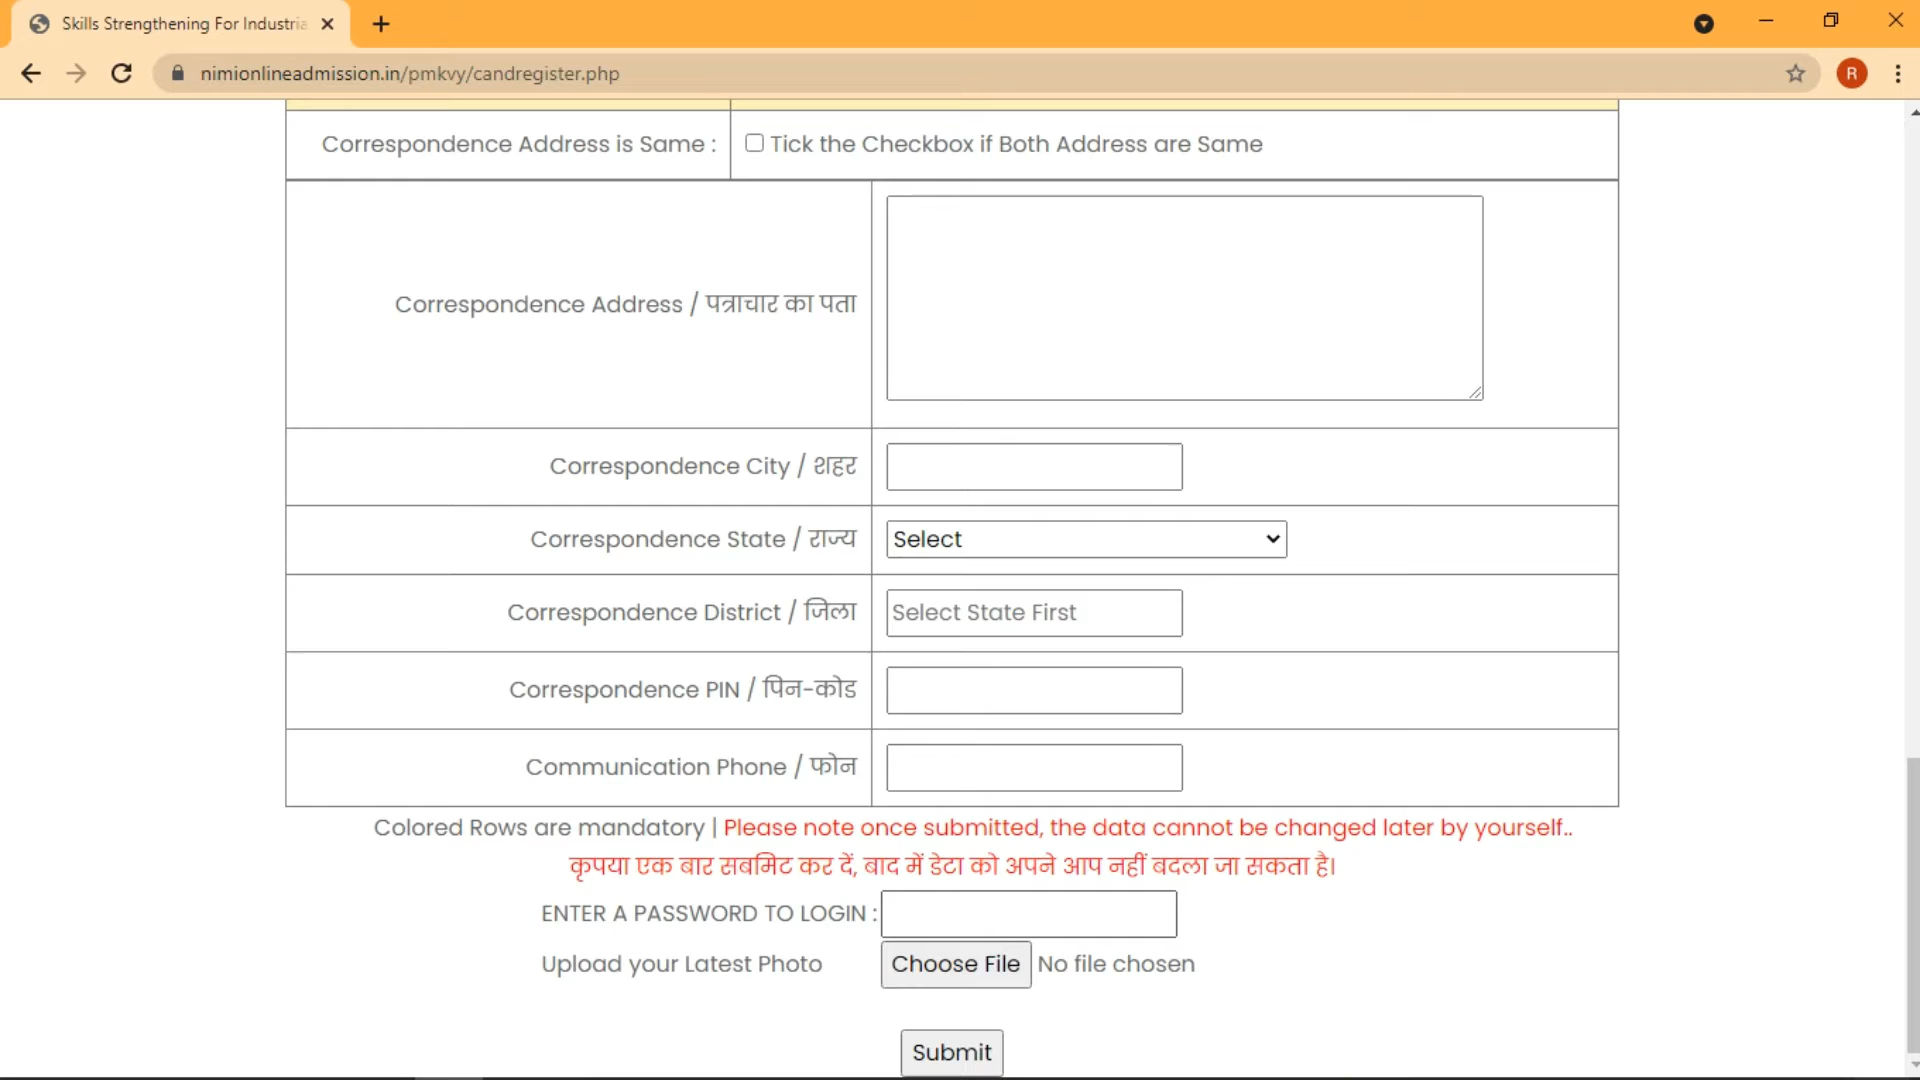 Skills Strengthening For Industria
nimionlineadmission.in/pmkvy/candregister.php
R
Correspondence Address is Same :
Tick the Checkbox if Both Address are Same
Correspondence Address / पत्राचार का पता
Correspondence City / शहर
Correspondence State / राज्य
Select
Correspondence District / जिला
Select State First
Correspondence PIN / पिन-कोड
Communication Phone / फोन
Colored Rows are mandatory | Please note once submitted, the data cannot be changed later by yourself..
कृपया एक बार सबमिट कर दें, बाद में डेटा को अपने आप नहीं बदला जा सकता है।
ENTER A PASSWORD TO LOGIN :
Upload your Latest Photo
Choose File No file chosen
Submit